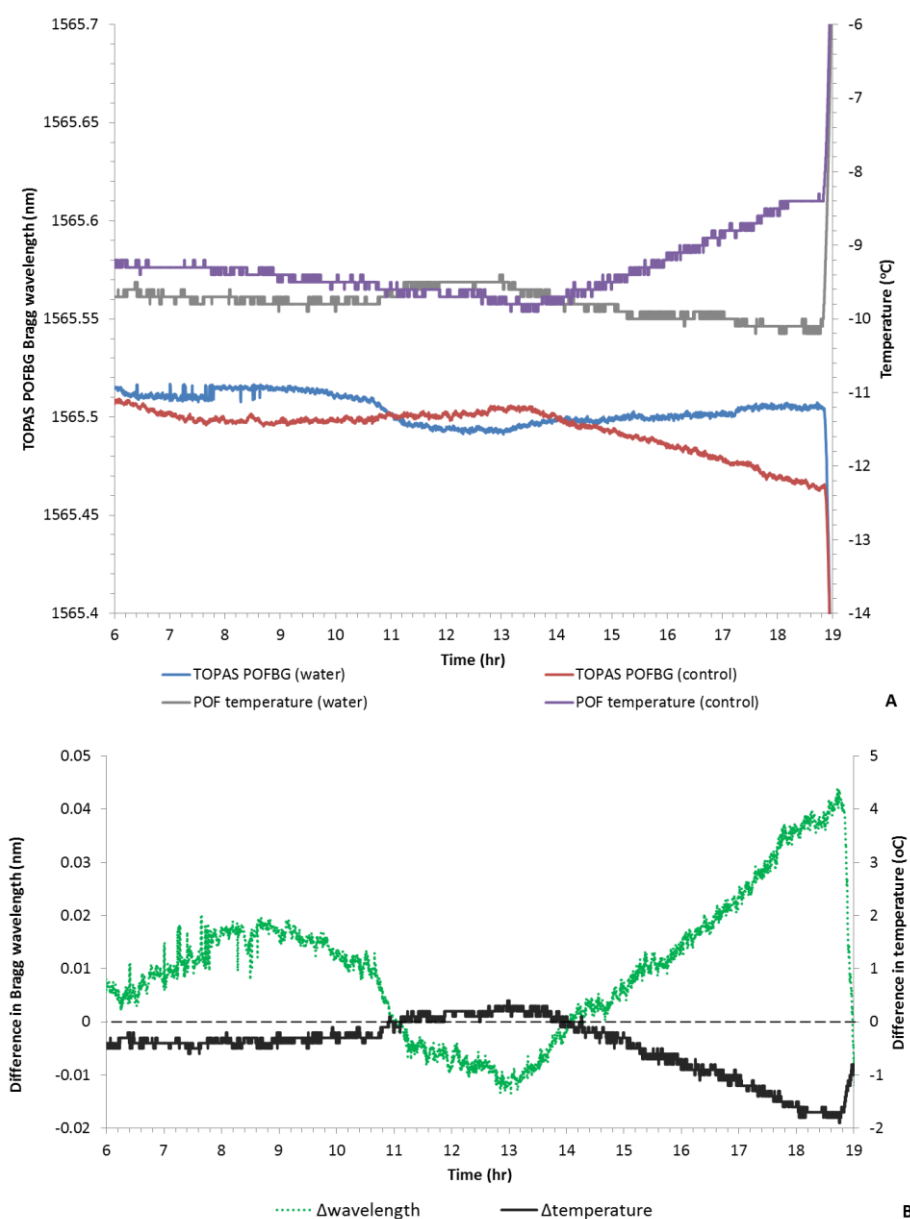 1565.7
1565.65
1565.6
1565.55
1565.5
1565.45
1565.4
TOPAS POFBG Bragg wavelength (nm)
-6
-7
-8
-9
-10
-11
-12
-13
-14
Temperature (°C)
6 7 8 9 10 11 12 13 14 15 16 17 18 19
Time (hr)
TOPAS POFBG (water) TOPAS POFBG (control)
POF temperature (water) POF temperature (control)
A
0.05
0.04
0.03
0.02
0.01
0
-0.01
-0.02
Difference in Bragg wavelength (nm)
5
4
3
2
1
0
-1
-2
Difference in temperature (oC)
6 7 8 9 10 11 12 13 14 15 16 17 18 19
Time (hr)
Δwavelength Δtemperature
B